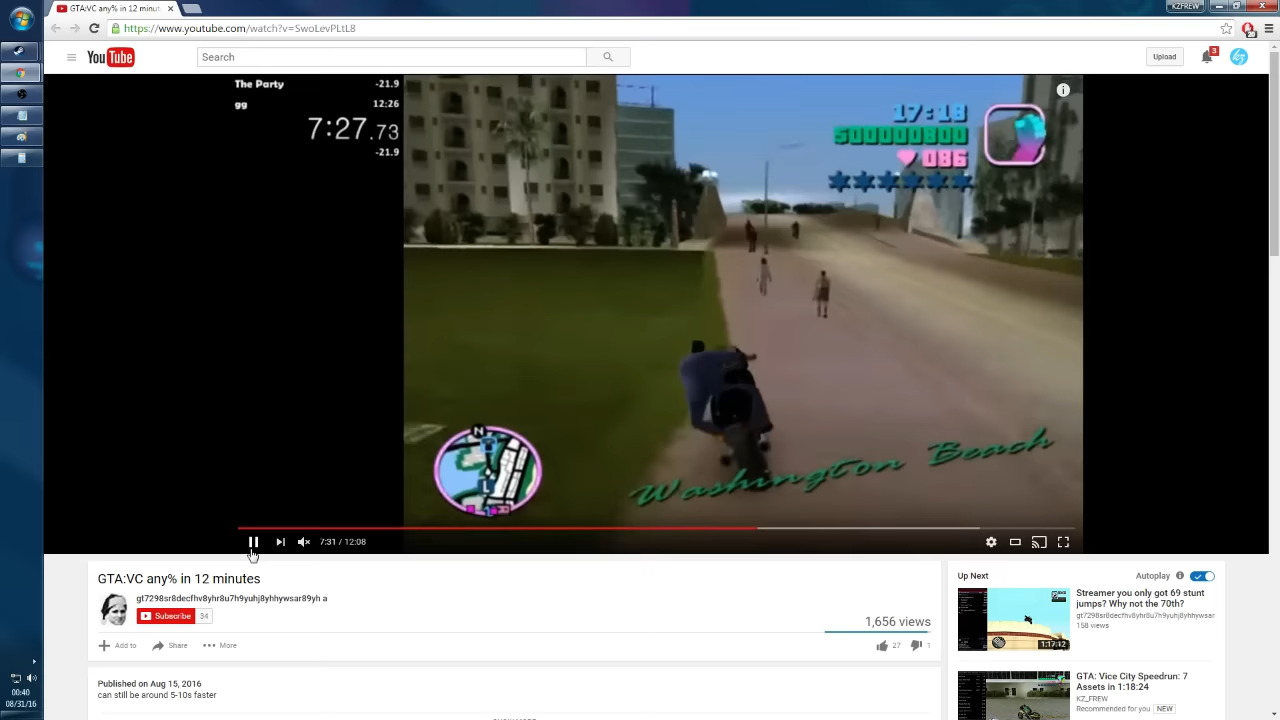 GTA:VC any% in 12 minut
KZFREW
https://www.youtube.com/watch?v=SwoLevPLtL8
YouTube
Search
Upload
3
The Party -21.9
gg 12:26
7:27.73
-21.9
17:18
500000800
086
N
L
Washington Beach
7:31 / 12:08
GTA:VC any% in 12 minutes
gt7298sr8decfhv8yhr8u7h9yuhj8yhhywsar89yh a
Subscribe 34
1,656 views
Add to Share More
27 1
Published on Aug 15, 2016
can still be around 5-10s faster
Up Next Autoplay
Streamer you only got 69 stunt
jumps? Why not the 70th?
gt7298sr8decfhv8yhr8u7h9yuhj8yhhywsar
158 views
1:17:12
GTA: Vice City Speedrun: 7
Assets in 1:18:24
KZ_FREW
Recommended for you NEW
00:40
08/31/16